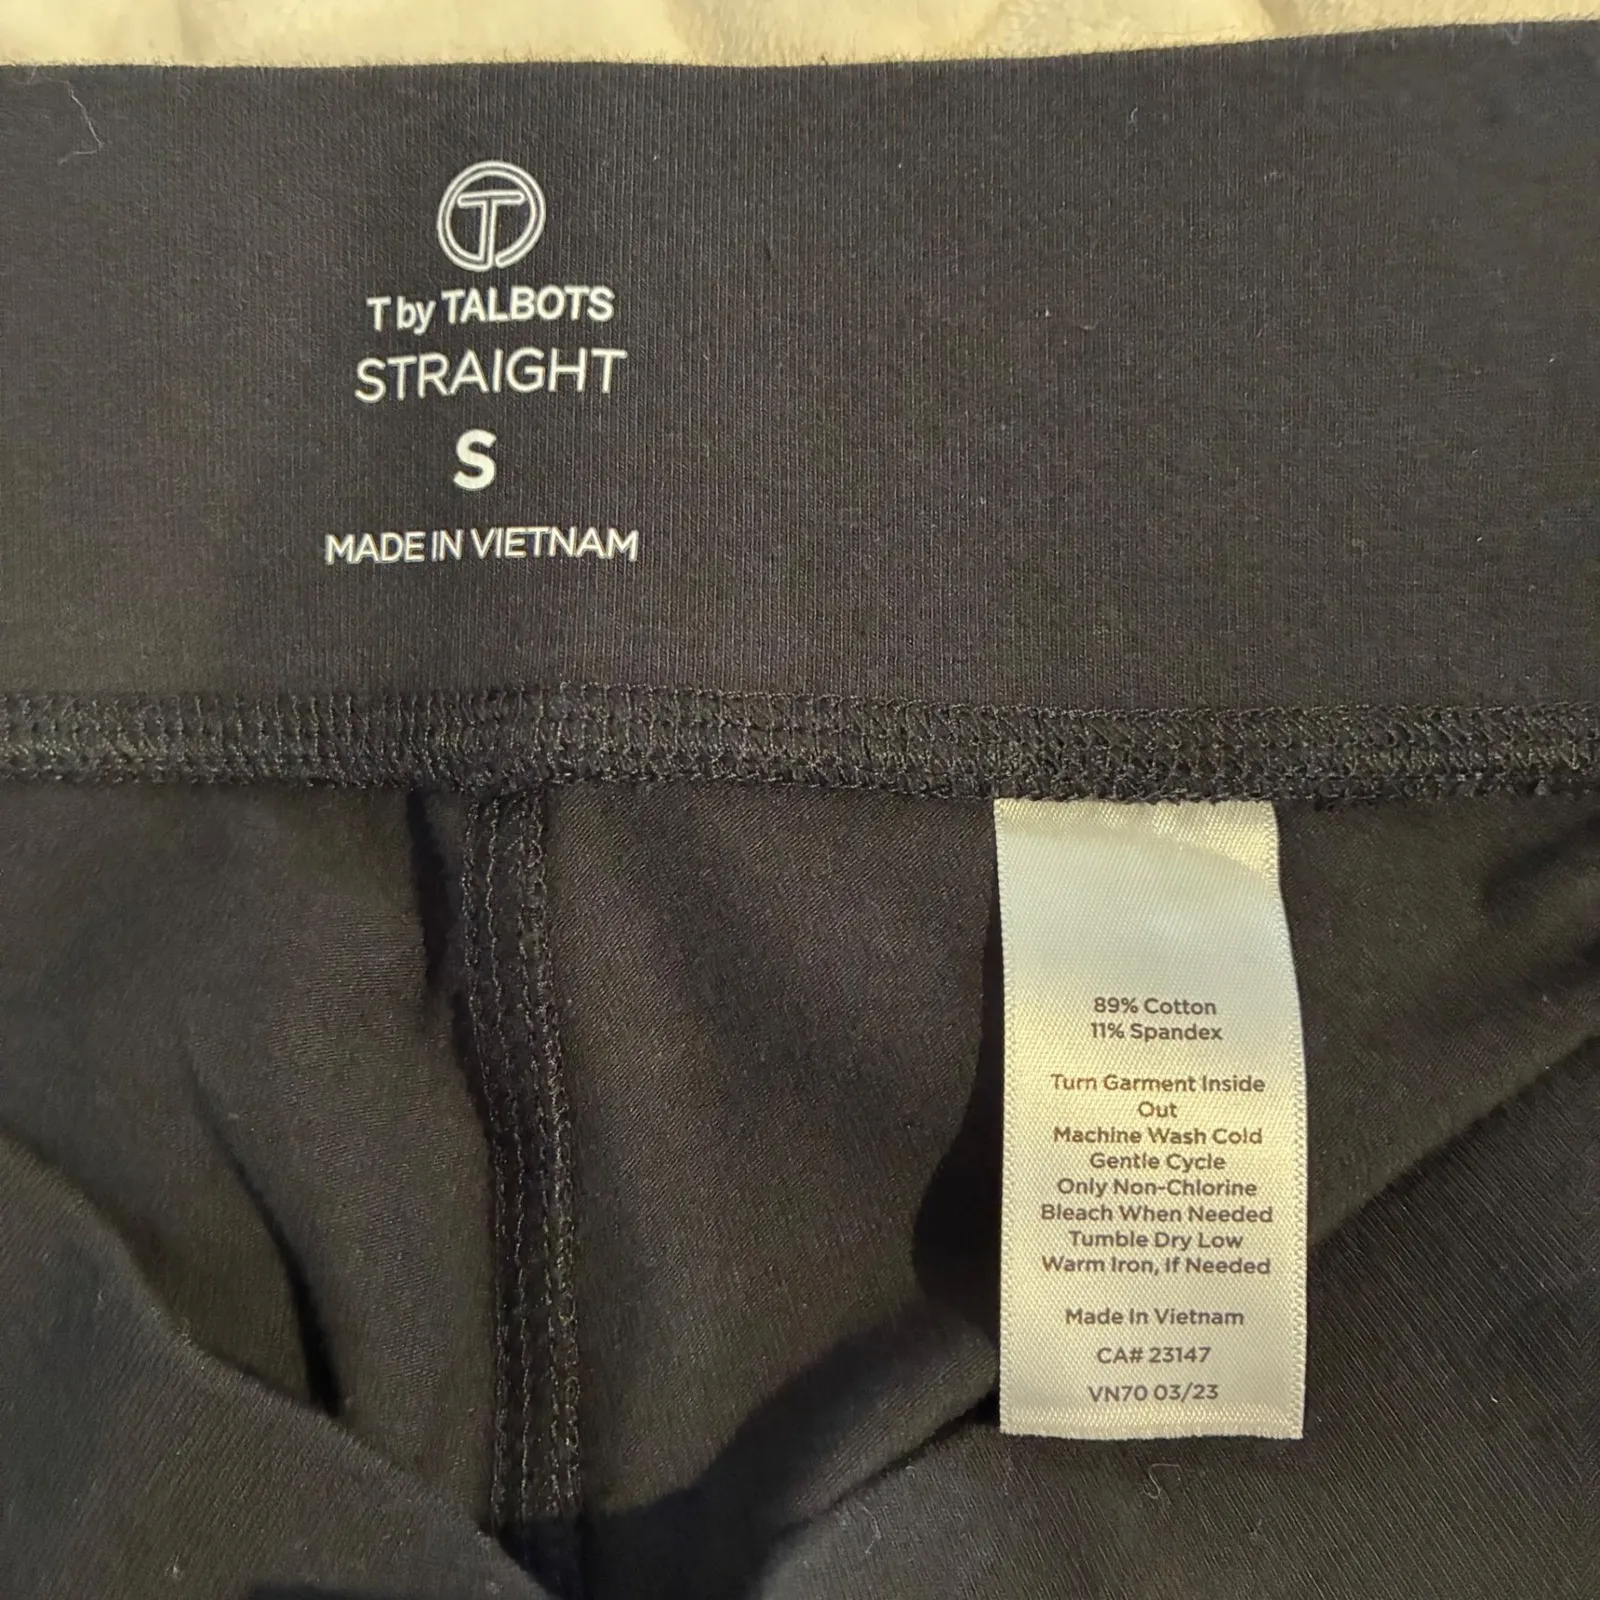 T
T by TALBOTS
STRAIGHT
S
MADE IN VIETNAM
89% Cotton
11% Spandex
Turn Garment Inside
Out
Machine Wash Cold
Gentle Cycle
Only Non-Chlorine
Bleach When Needed
Tumble Dry Low
Warm Iron, If Needed
Made In Vietnam
CA# 23147
VN70 03/23